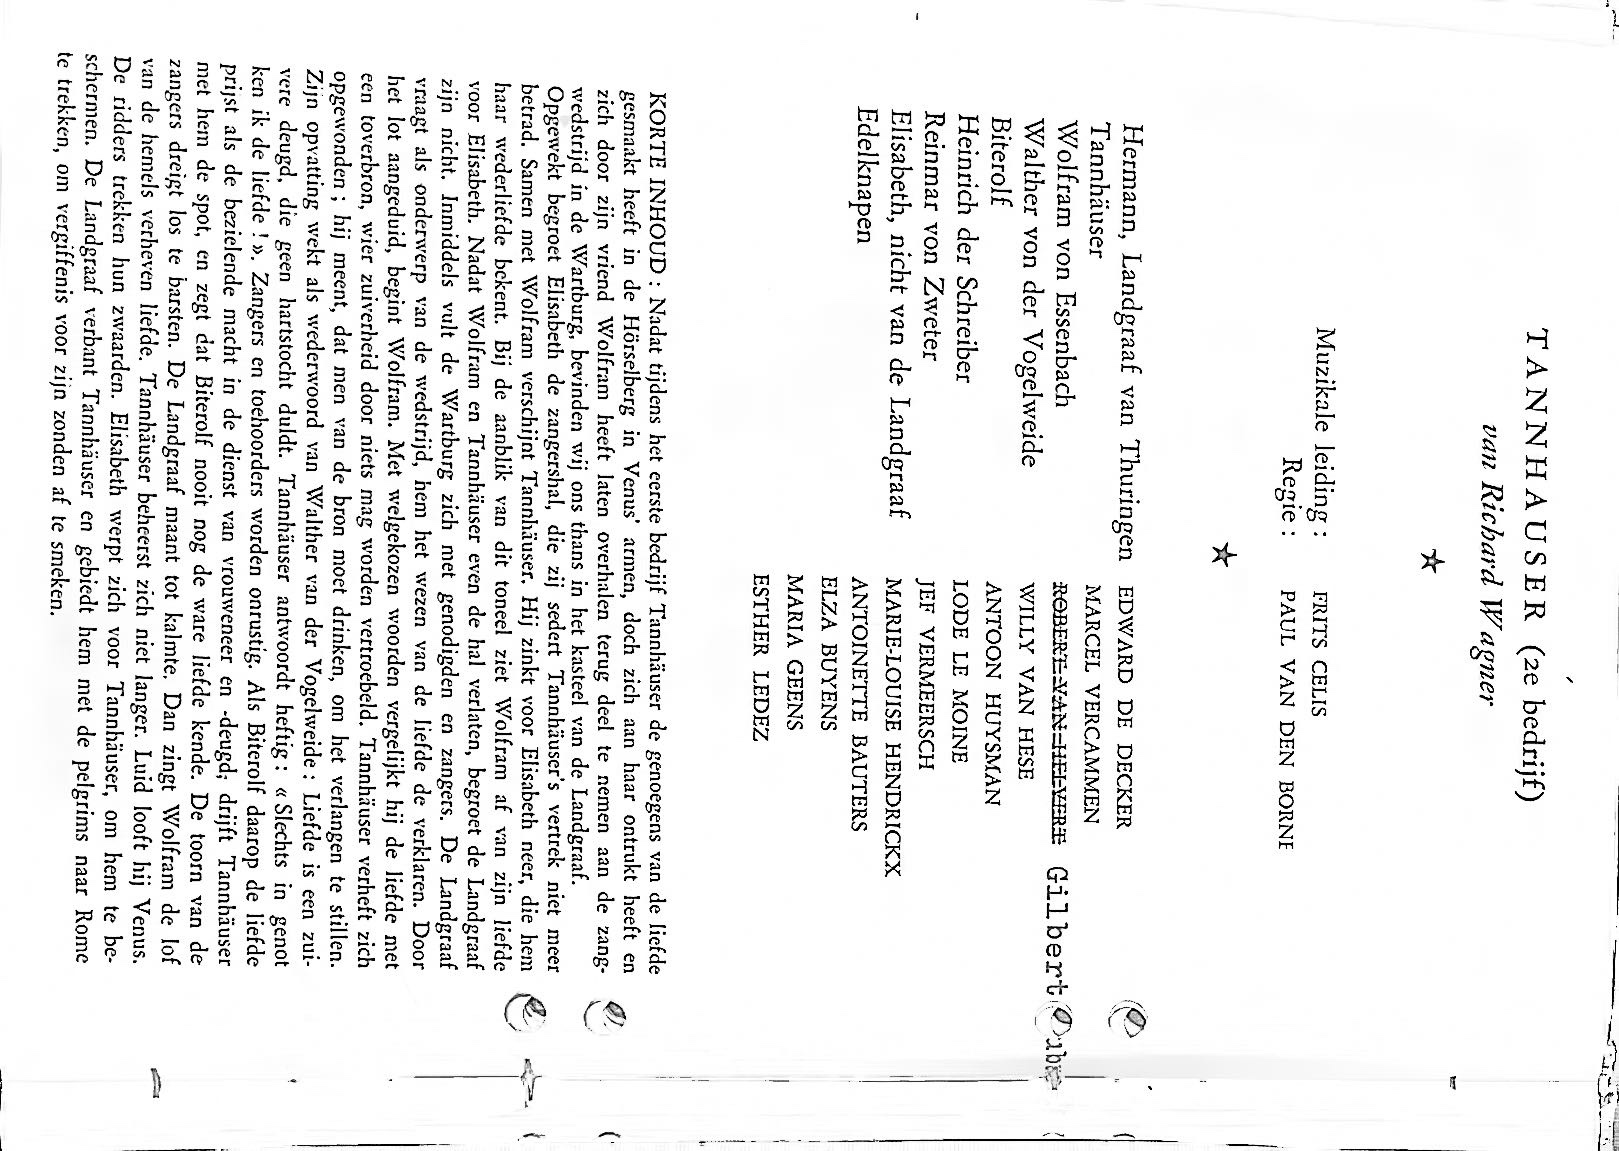 TANNHAUSER (2e bedrijf)
van Richard Wagner
Muzikale leiding : FRITS CELIS
Regie : PAUL VAN DEN BORNE
Hermann, Landgraaf van Thuringen EDWARD DE DECKER
Tannhäuser MARCEL VERCAMMEN
Wolfram von Essenbach ROBERT VAN HELVERT Gilbert
Walther von der Vogelweide WILLY VAN HESE
Biterolf ANTOON HUYSMAN
Heinrich der Schreiber LODE LE MOINE
Reinmar von Zweter JEF VERMEERSCH
Elisabeth, nicht van de Landgraaf MARIE-LOUISE HENDRICKX
Edelknapen ANTOINETTE BAUTERS
ELZA BUYENS
MARIA GEENS
ESTHER LEDEZ
KORTE INHOUD : Nadat tijdens het eerste bedrijf Tannhäuser de genoegens van de liefde
gesmaakt heeft in de Hörselberg in Venus' armen, doch zich aan haar ontrukt heeft en
zich door zijn vriend Wolfram heeft laten overhalen terug deel te nemen aan de zang-
wedstrijd in de Wartburg, bevinden wij ons thans in het kasteel van de Landgraaf.
Opgewekt begroet Elisabeth de zangershal, die zij sedert Tannhäuser's vertrek niet meer
betrad. Samen met Wolfram verschijnt Tannhäuser. Hij zinkt voor Elisabeth neer, die hem
haar wederliefde bekent. Bij de aanblik van dit toneel ziet Wolfram af van zijn liefde
voor Elisabeth. Nadat Wolfram en Tannhäuser even de hal verlaten, begroet de Landgraaf
zijn nicht. Inmiddels vult de Wartburg zich met genodigden en zangers. De Landgraaf
vraagt als onderwerp van de wedstrijd, hem het wezen van de liefde te verklaren. Door
het lot aangeduid, begint Wolfram. Met welgekozen woorden vergelijkt hij de liefde met
een toverbron, wier zuiverheid door niets mag worden vertroebeld. Tannhäuser verheft zich
opgewonden ; hij meent, dat men van de bron moet drinken, om het verlangen te stillen.
Zijn opvatting wekt als wederwoord van Walther van der Vogelweide : Liefde is een zui-
vere deugd, die geen hartstocht duldt. Tannhäuser antwoordt heftig : « Slechts in genot
ken ik de liefde ! ». Zangers en toehoorders worden onrustig. Als Biterolf daarop de liefde
prijst als de bezielende macht in de dienst van vrouweneer en -deugd, drijft Tannhäuser
met hem de spot, en zegt dat Biterolf nooit nog de ware liefde kende. De toorn van de
zangers dreigt los te barsten. De Landgraaf maant tot kalmte. Dan zingt Wolfram de lof
van de hemels verheven liefde. Tannhäuser beheerst zich niet langer. Luid looft hij Venus.
De ridders trekken hun zwaarden. Elisabeth werpt zich voor Tannhäuser, om hem te be-
schermen. De Landgraaf verbant Tannhäuser en gebiedt hem met de pelgrims naar Rome
te trekken, om vergiffenis voor zijn zonden af te smeken.